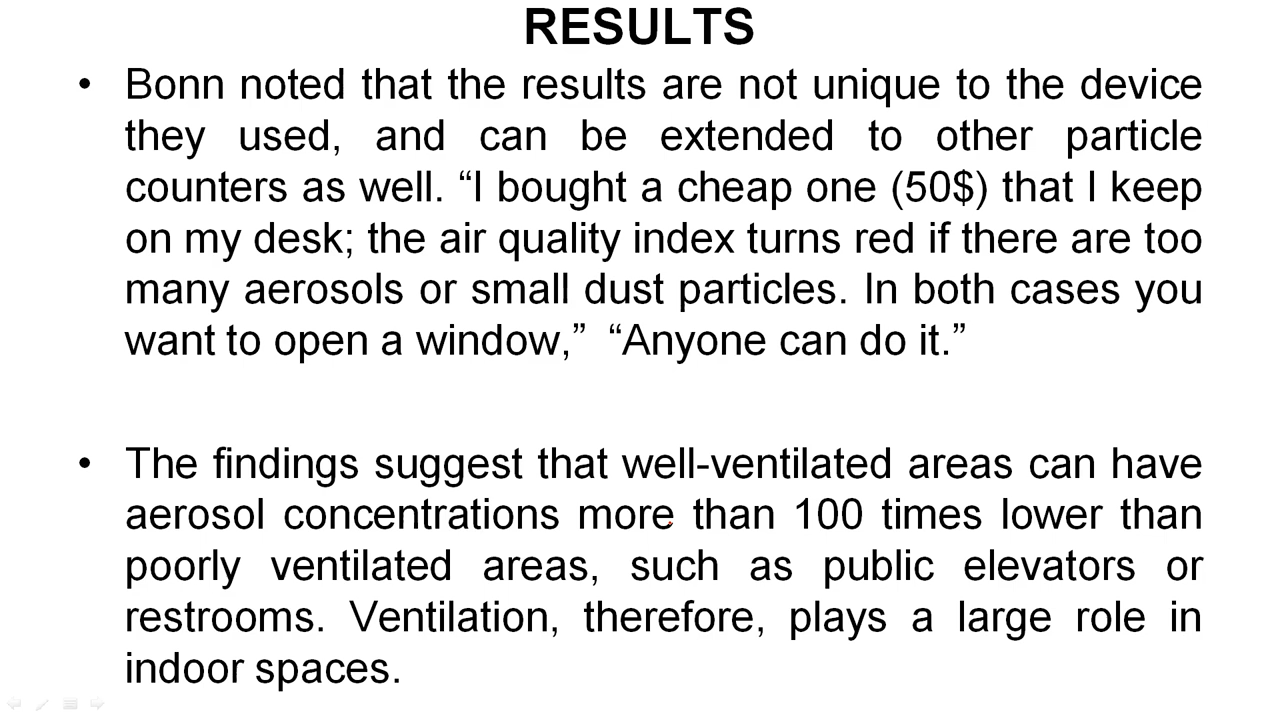 RESULTS
• Bonn noted that the results are not unique to the device
they used, and can be extended to other particle
counters as well. “I bought a cheap one (50$) that I keep
on my desk; the air quality index turns red if there are too
many aerosols or small dust particles. In both cases you
want to open a window,” “Anyone can do it.”
• The findings suggest that well-ventilated areas can have
aerosol concentrations more than 100 times lower than
poorly ventilated areas, such as public elevators or
restrooms. Ventilation, therefore, plays a large role in
indoor spaces.